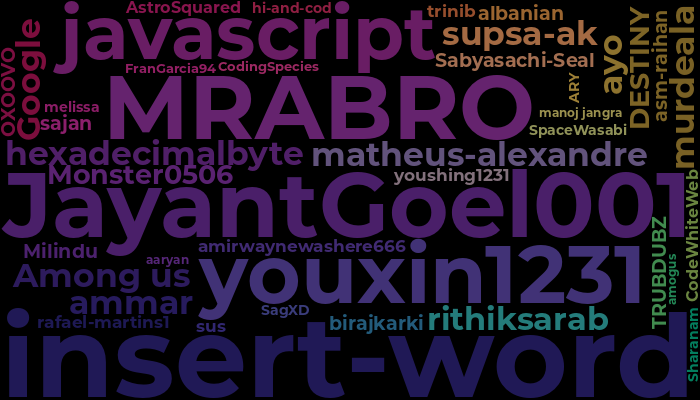 AstroSquared
hi-and-cod
trinib
albanian
javascript
supsa-ak
Google
oxoovo
FranGarcia94
CodingSpecies
Sabyasachi-Seal
ayo
DESTINY
asm-raihan
murdeala
ARY
melissa
sajan
MRABRO
manoj jangra
SpaceWasabi
hexadecimalbyte
matheus-alexandre
Monster0506
youshing1231
JayantGoel001
CodeWhiteWeb
Milindu
amirwaynewashere666
aaryan
Among us
youxin1231
TRUBDUBZ
amogus
ammar
SagXD
rafael-martins1
sus
birajkarki
rithiksarab
Sharanam
insert-word